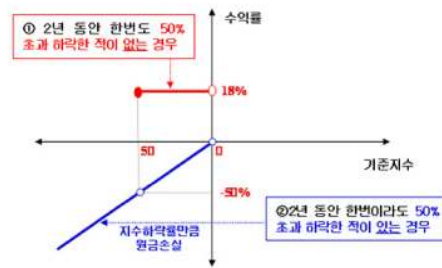 수익률
① 2년 동안 한번도 50%
초과 하락한 적이 없는 경우
18%
50
0
기준지수
-50%
②2년 동안 한번이라도 50%
초과 하락한 적이 있는 경우
지수하락률만큼
원금손실